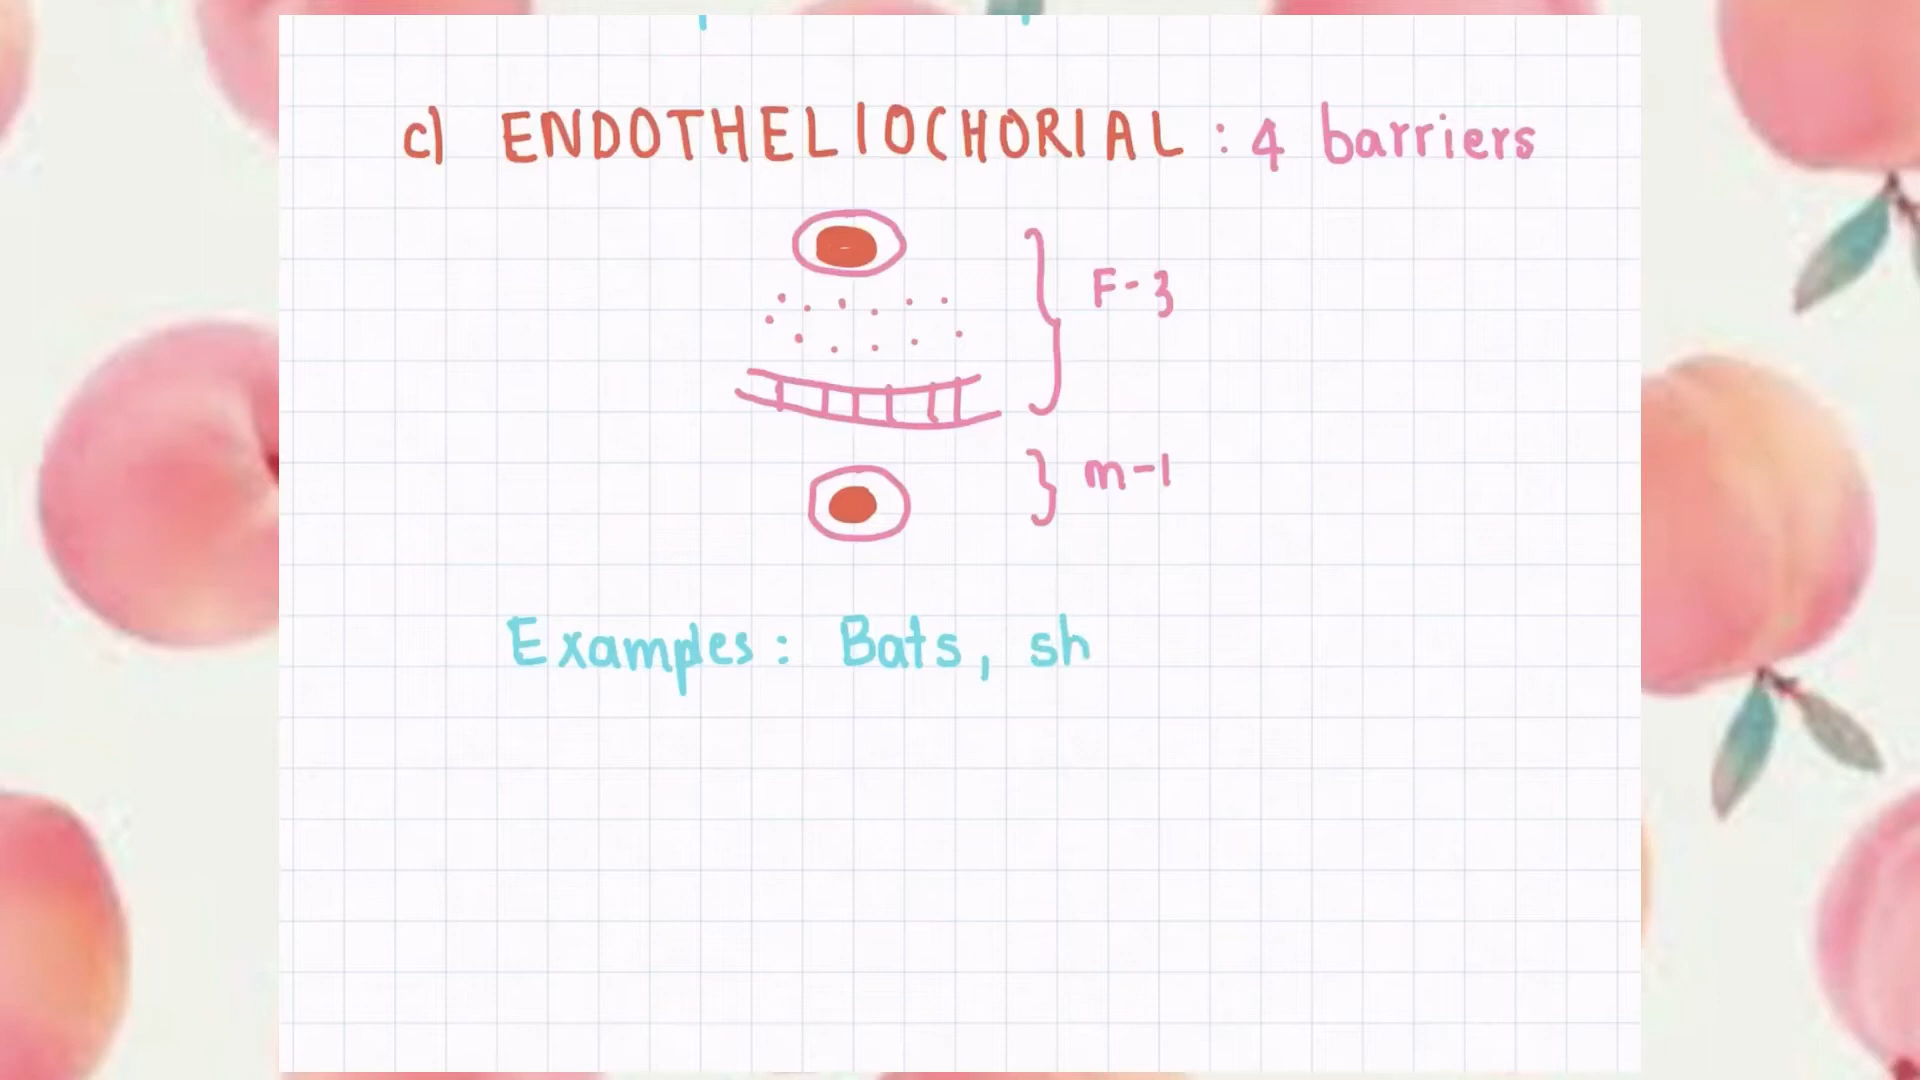 c) ENDOTHELIOCHORIAL : 4 barriers
F-3
m-1
Examples: Bats, sh